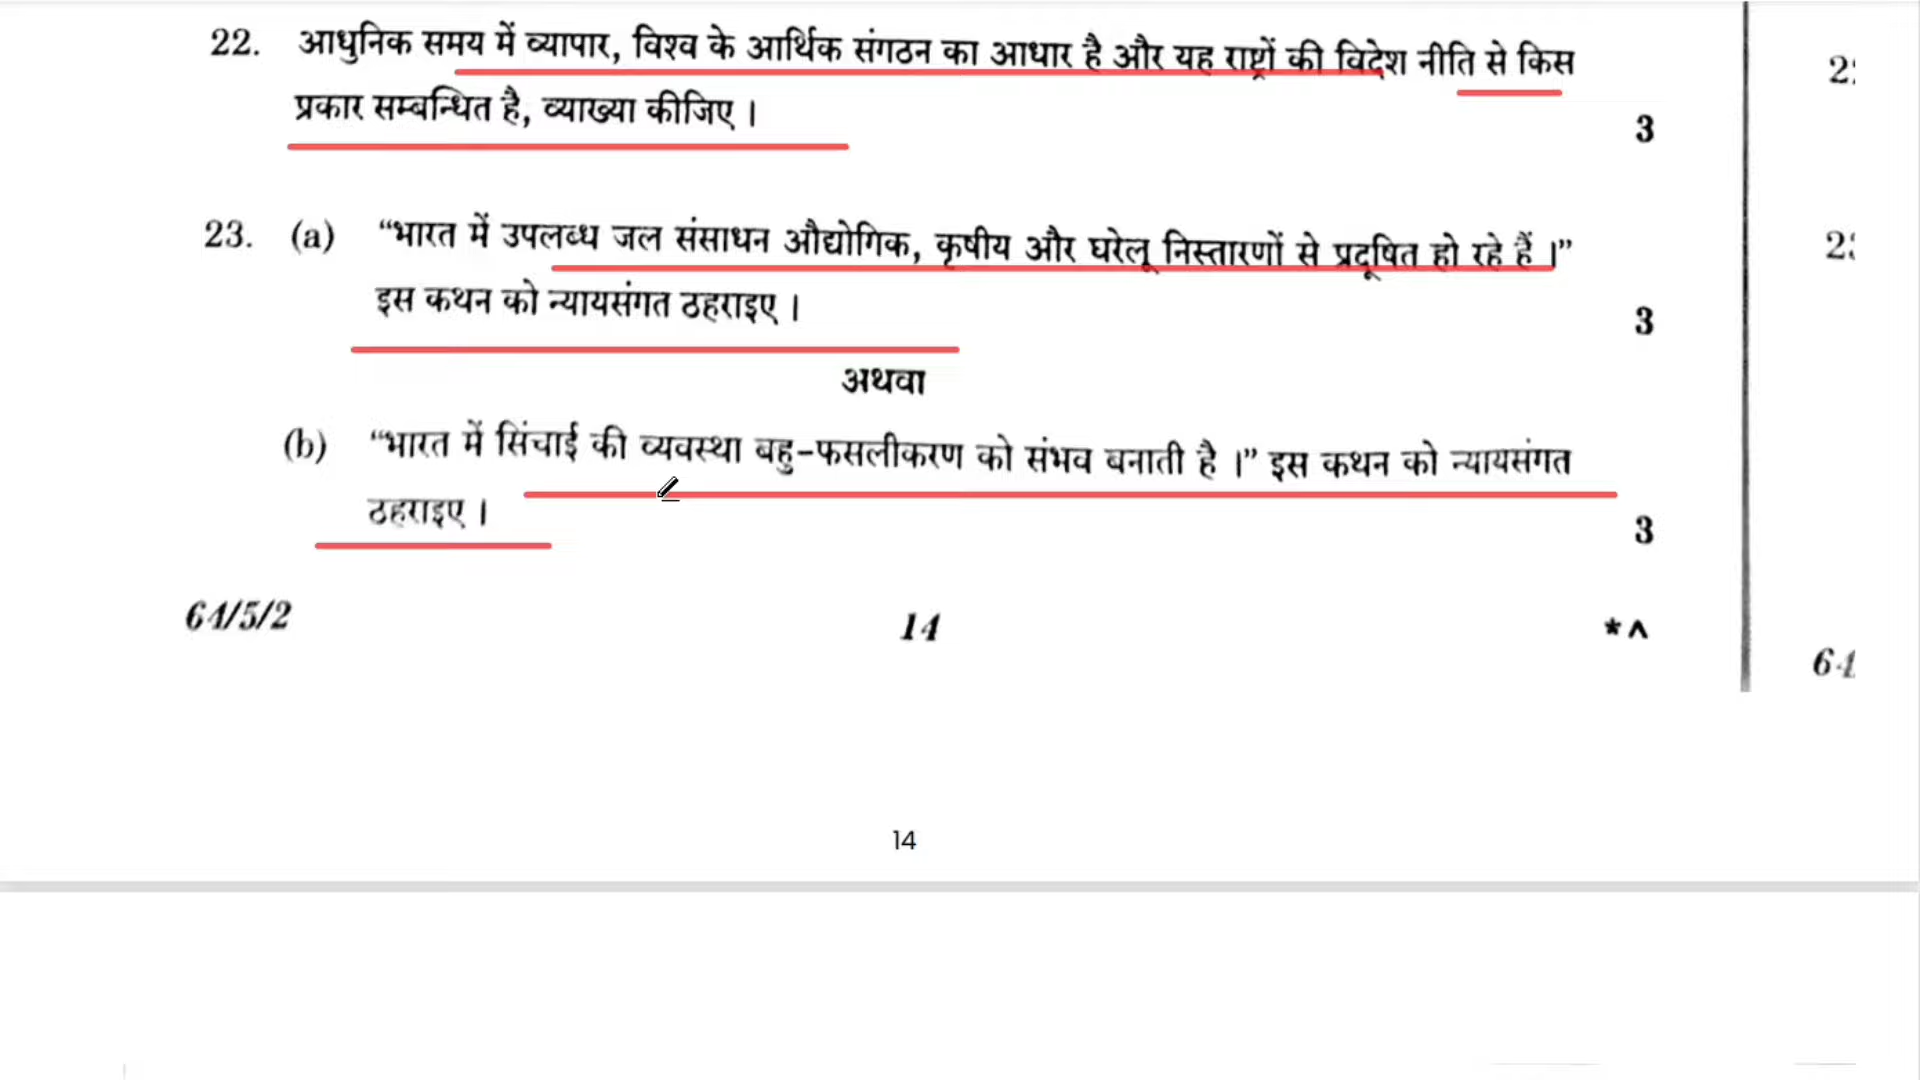 22. आधुनिक समय में व्यापार, विश्व के आर्थिक संगठन का आधार है और यह राष्ट्रों की विदेश नीति से किस
प्रकार सम्बन्धित है, व्याख्या कीजिए ।
3
23. (a) “भारत में उपलब्ध जल संसाधन औद्योगिक, कृषीय और घरेलू निस्तारणों से प्रदूषित हो रहे हैं ।”
इस कथन को न्यायसंगत ठहराइए ।
3
अथवा
(b) “भारत में सिंचाई की व्यवस्था बहु-फसलीकरण को संभव बनाती है ।” इस कथन को न्यायसंगत
ठहराइए ।
3
64/5/2
14
*^
14